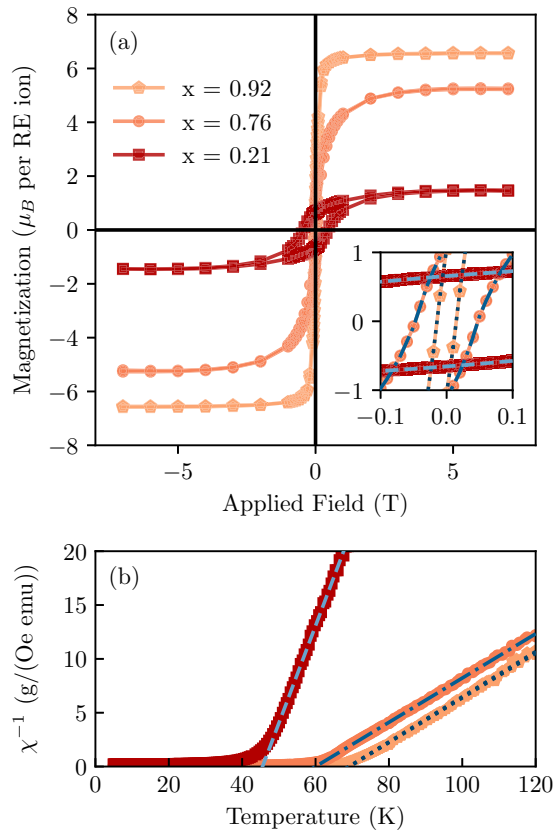 (a)
x = 0.92
x = 0.76
x = 0.21
Magnetization (μ_B per RE ion)
8
6
4
2
0
−2
−4
−6
−8
1
0
−1
−0.1 0.0 0.1
−5 0 5
Applied Field (T)
(b)
χ⁻¹ (g/(Oe emu))
20
15
10
5
0
0 20 40 60 80 100 120
Temperature (K)